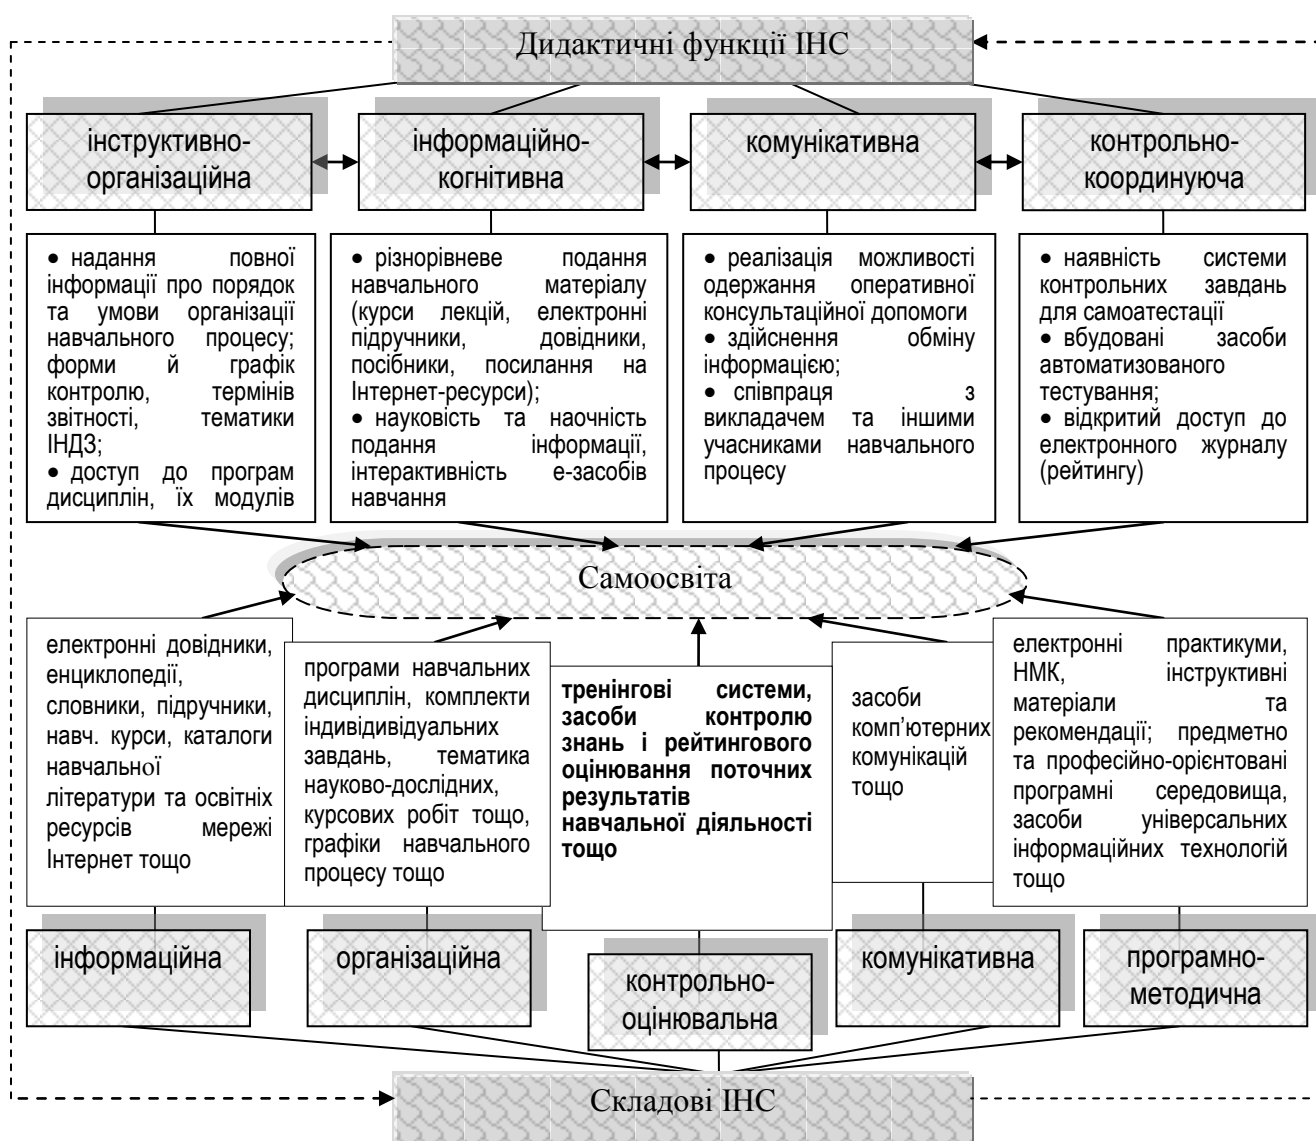 Дидактичні функції ІНС
інструктивно-
організаційна
інформаційно-
когнітивна
комунікативна
контрольно-
координуюча
• надання повної
інформації про порядок
та умови організації
навчального процесу;
форми й графік
контролю, термінів
звітності, тематики
ІНДЗ;
• доступ до програм
дисциплін, їх модулів
• різнорівневе подання
навчального матеріалу
(курси лекцій, електронні
підручники, довідники,
посібники, посилання на
Інтернет-ресурси);
• науковість та наочність
подання інформації,
інтерактивність е-засобів
навчання
• реалізація можливості
одержання оперативної
консультаційної допомоги
• здійснення обміну
інформацією;
• співпраця з
викладачем та іншими
учасниками навчального
процесу
• наявність системи
контрольних завдань
для самоатестації
• вбудовані засоби
автоматизованого
тестування;
• відкритий доступ до
електронного журналу
(рейтингу)
Самоосвіта
електронні довідники,
енциклопедії,
словники, підручники,
навч. курси, каталоги
навчальної
літератури та освітніх
ресурсів мережі
Інтернет тощо
програми навчальних
дисциплін, комплекти
індивідивідуальних
завдань, тематика
науково-дослідних,
курсових робіт тощо,
графіки навчального
процесу тощо
тренінгові системи,
засоби контролю
знань і рейтингового
оцінювання поточних
результатів
навчальної діяльності
тощо
засоби
комп’ютерних
комунікацій
тощо
електронні практикуми,
НМК, інструктивні
матеріали та
рекомендації; предметно
та професійно-орієнтовані
програмні середовища,
засоби універсальних
інформаційних технологій
тощо
інформаційна
організаційна
контрольно-
оцінювальна
комунікативна
програмно-
методична
Складові ІНС